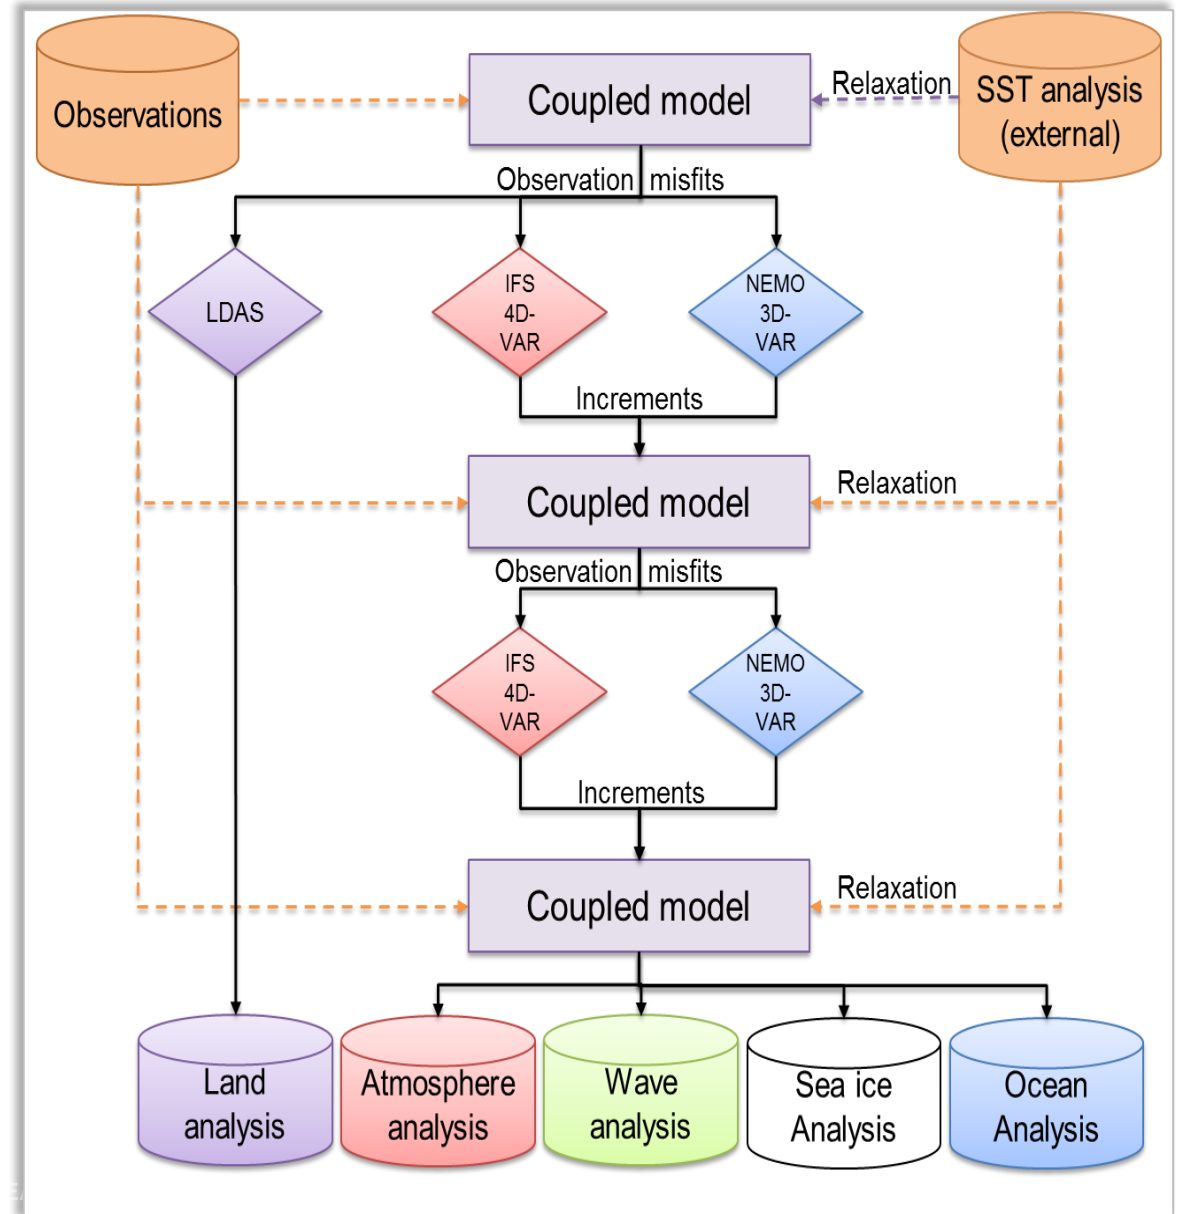 Observations
Coupled model
Relaxation
SST analysis
(external)
Observation misfits
LDAS
IFS
4D-
VAR
NEMO
3D-
VAR
Increments
Coupled model
Relaxation
Observation misfits
IFS
4D-
VAR
NEMO
3D-
VAR
Increments
Coupled model
Relaxation
Land
analysis
Atmosphere
analysis
Wave
analysis
Sea ice
Analysis
Ocean
Analysis